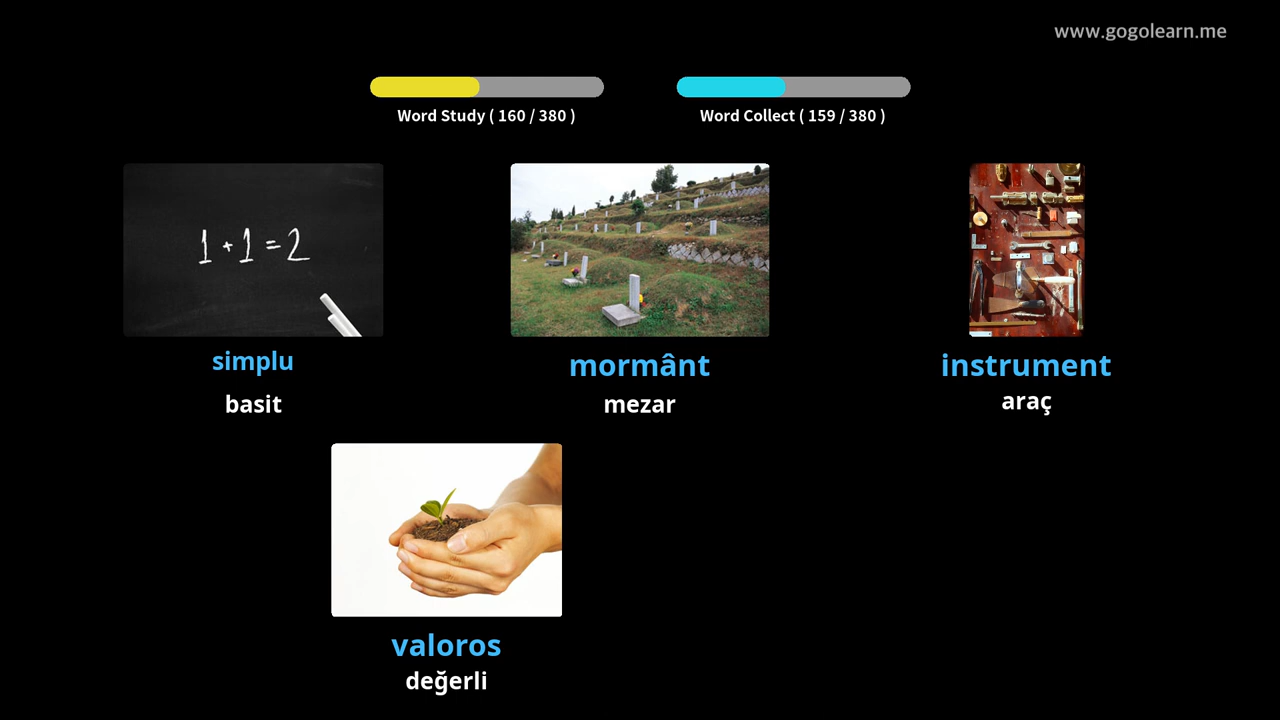 www.gogolearn.me
Word Study ( 160 / 380 )
Word Collect ( 159 / 380 )
1 + 1 = 2
simplu
basit
mormânt
mezar
instrument
araç
valoros
değerli